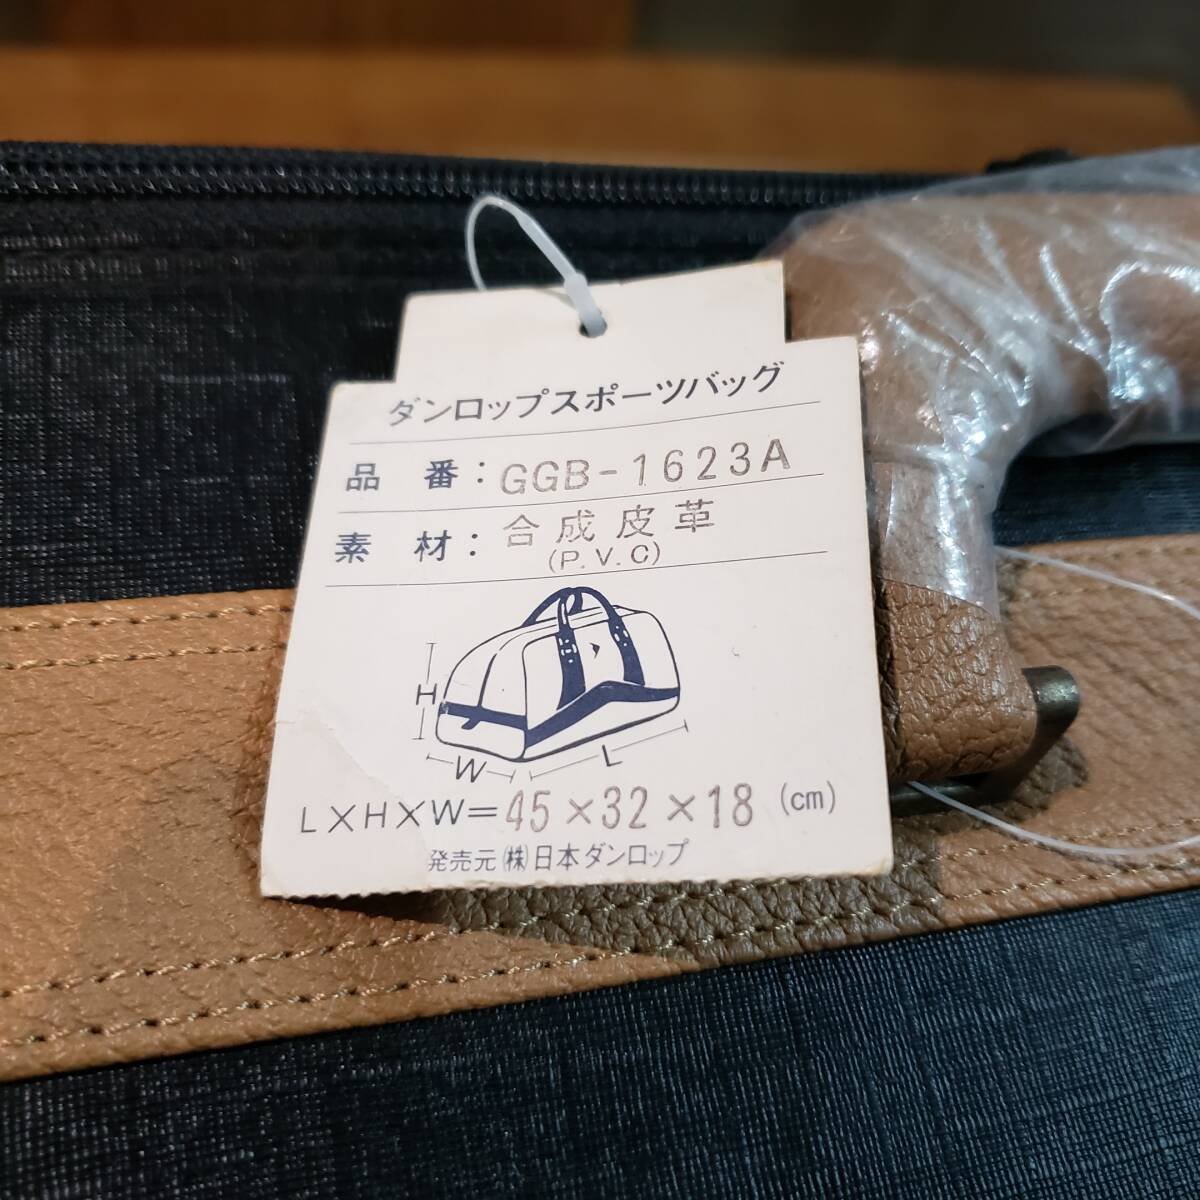 ダンロップスポーツバッグ
品 番：GGB-1623A
素 材：合成皮革
(P.V.C)
H
W
L
L×H×W=45×32×18 (cm)
発売元 ㈱日本ダンロップ